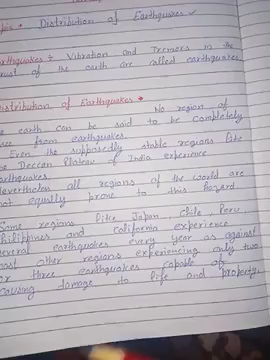 Distribution of Earthquakes
Earthquakes ÷ Vibration and Tremors in the
crust of the earth are called earthquakes.
Distribution of Earthquakes
No region of
earth can be said to be completely
from earthquakes.
Even the supposedly stable regions like
Deccan Plateau of India experience
earthquakes.
Nevertheless all regions of the world are
not equally prone to this hazard
Some regions like Japan, Chile, Peru,
Philippines and California experience
several earthquakes every year as against
most other regions experiencing only two
or three earthquakes capable of
causing damage to life and property.